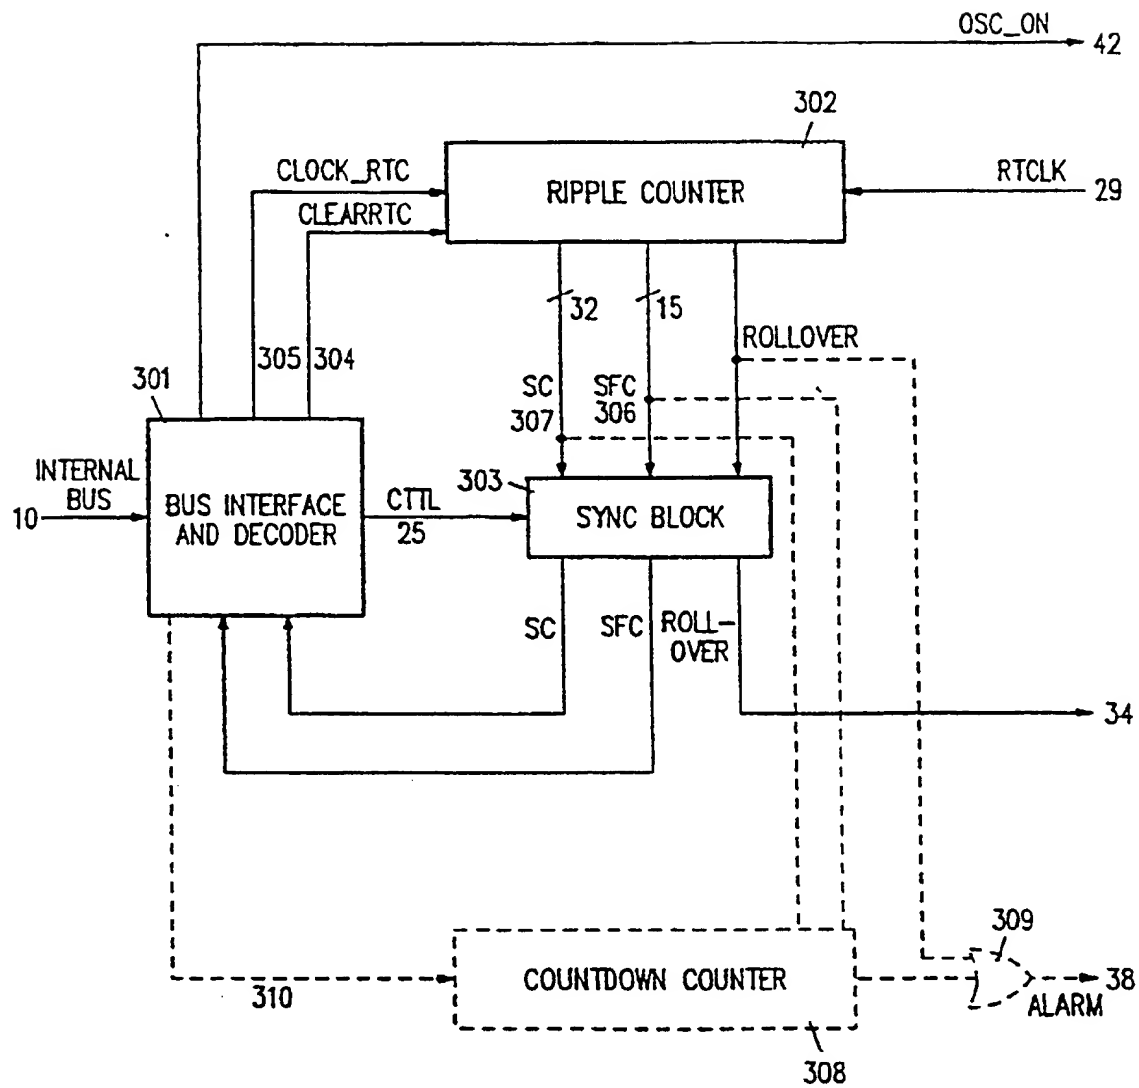 OSC_ON
42
302
CLOCK_RTC
RIPPLE COUNTER
RTCLK
29
CLEARRTC
32
15
305
304
ROLLOVER
301
SC
307
SFC
306
INTERNAL
BUS
10
303
BUS INTERFACE
AND DECODER
CTTL
25
SYNC BLOCK
SC
SFC
ROLL-
OVER
34
309
COUNTDOWN COUNTER
310
38
ALARM
308